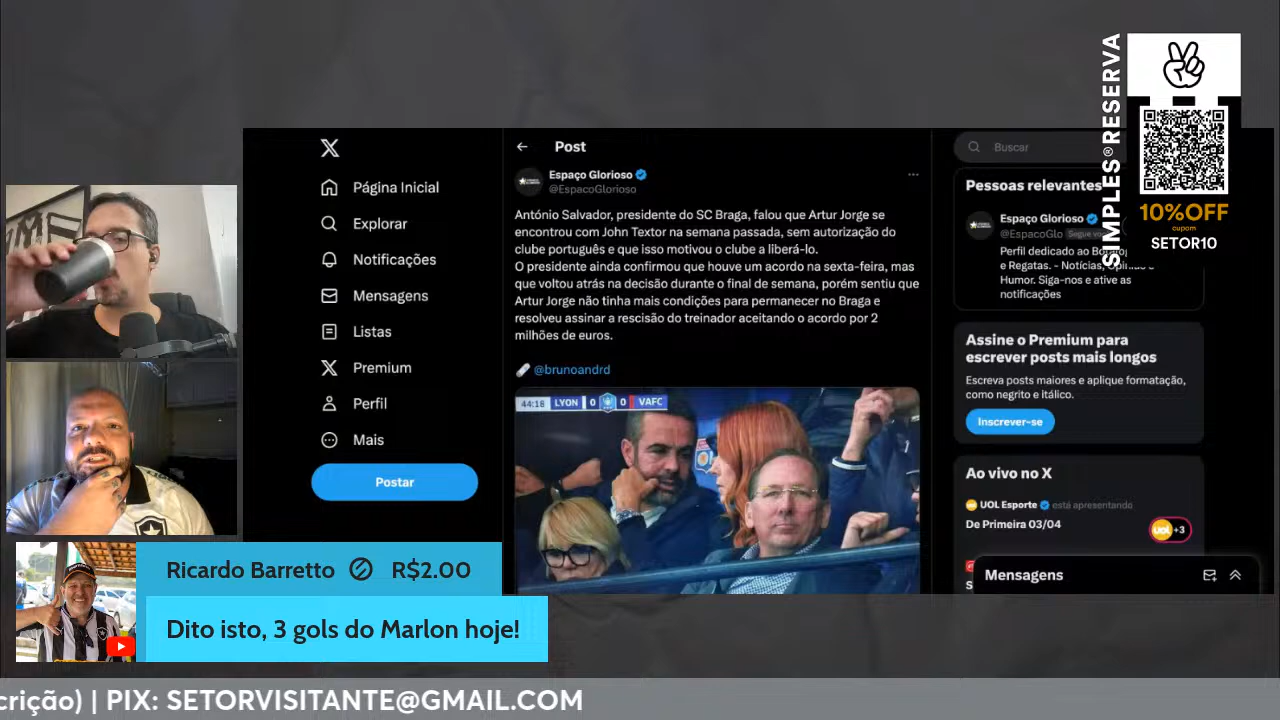 Página Inicial
Explorar
Notificações
Mensagens
Listas
Premium
Perfil
Mais
Postar
Post
Espaço Glorioso
@EspacoGlorioso
António Salvador, presidente do SC Braga, falou que Artur Jorge se
encontrou com John Textor na semana passada, sem autorização do
clube português e que isso motivou o clube a liberá-lo.
O presidente ainda confirmou que houve um acordo na sexta-feira, mas
que voltou atrás na decisão durante o final de semana, porém sentiu que
Artur Jorge não tinha mais condições para permanecer no Braga e
resolveu assinar a rescisão do treinador aceitando o acordo por 2
milhões de euros.
@brunoandrd
44:18 LYON 0 0 VAFC
Buscar
Pessoas relevantes
Espaço Glorioso
@EspacoGlo Segue
Perfil dedicado ao
e Regatas. - Notícias,
Humor. Siga-nos e ative as
notificações
Assine o Premium para
escrever posts mais longos
Escreva posts maiores e aplique formatação,
como negrito e itálico.
Inscrever-se
Ao vivo no X
UOL Esporte está apresentando
De Primeira 03/04
UOL +3
Mensagens
SIMPLES®RESERVA
10%OFF
cupom
SETOR10
Ricardo Barretto R$2.00
Dito isto, 3 gols do Marlon hoje!
crição) | PIX: SETORVISITANTE@GMAIL.COM